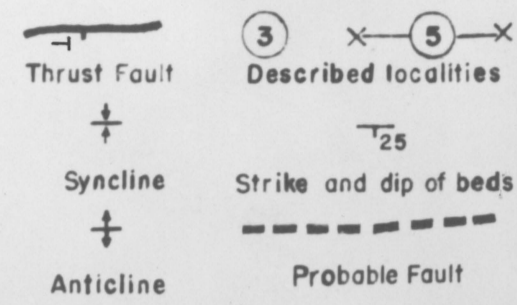 T
3
5
Thrust Fault
Described localities
25
Syncline
Strike and dip of beds
Anticline
Probable Fault